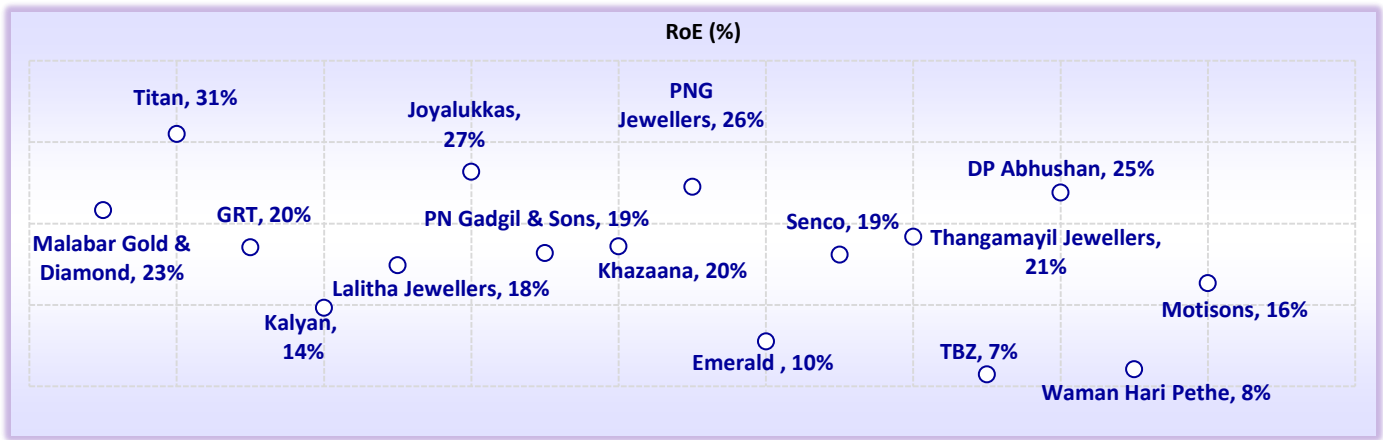 RoE (%)
Titan, 31%
Joyalukkas,
27%
PNG
Jewellers, 26%
DP Abhushan, 25%
Malabar Gold &
Diamond, 23%
GRT, 20%
PN Gadgil & Sons, 19%
Senco, 19%
Thangamayil Jewellers,
21%
Khazaana, 20%
Lalitha Jewellers, 18%
Kalyan,
14%
Motisons, 16%
Emerald , 10%
TBZ, 7%
Waman Hari Pethe, 8%